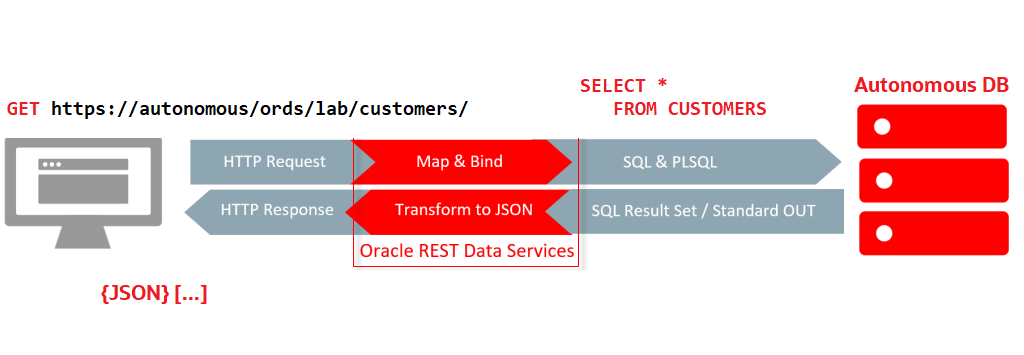 SELECT *
FROM CUSTOMERS
Autonomous DB
GET https://autonomous/ords/lab/customers/
HTTP Request
Map & Bind
SQL & PLSQL
HTTP Response
Transform to JSON
SQL Result Set / Standard OUT
Oracle REST Data Services
{JSON} [...]